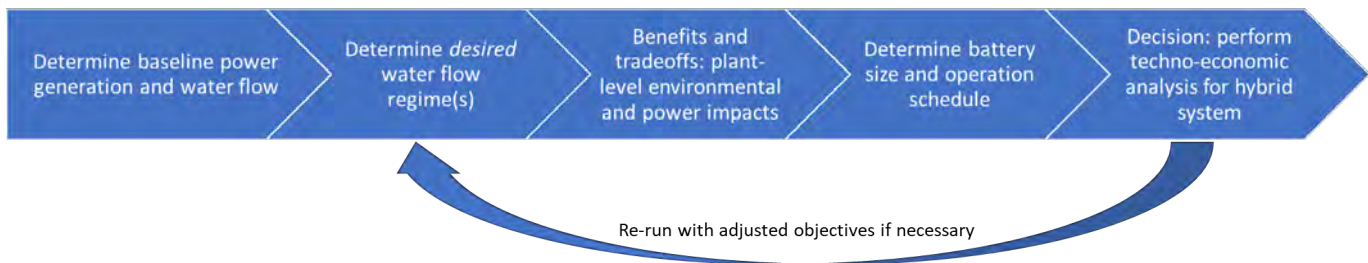 Determine baseline power
generation and water flow
Determine desired
water flow
regime(s)
Benefits and
tradeoffs: plant-
level environmental
and power impacts
Determine battery
size and operation
schedule
Decision: perform
techno-economic
analysis for hybrid
system
Re-run with adjusted objectives if necessary